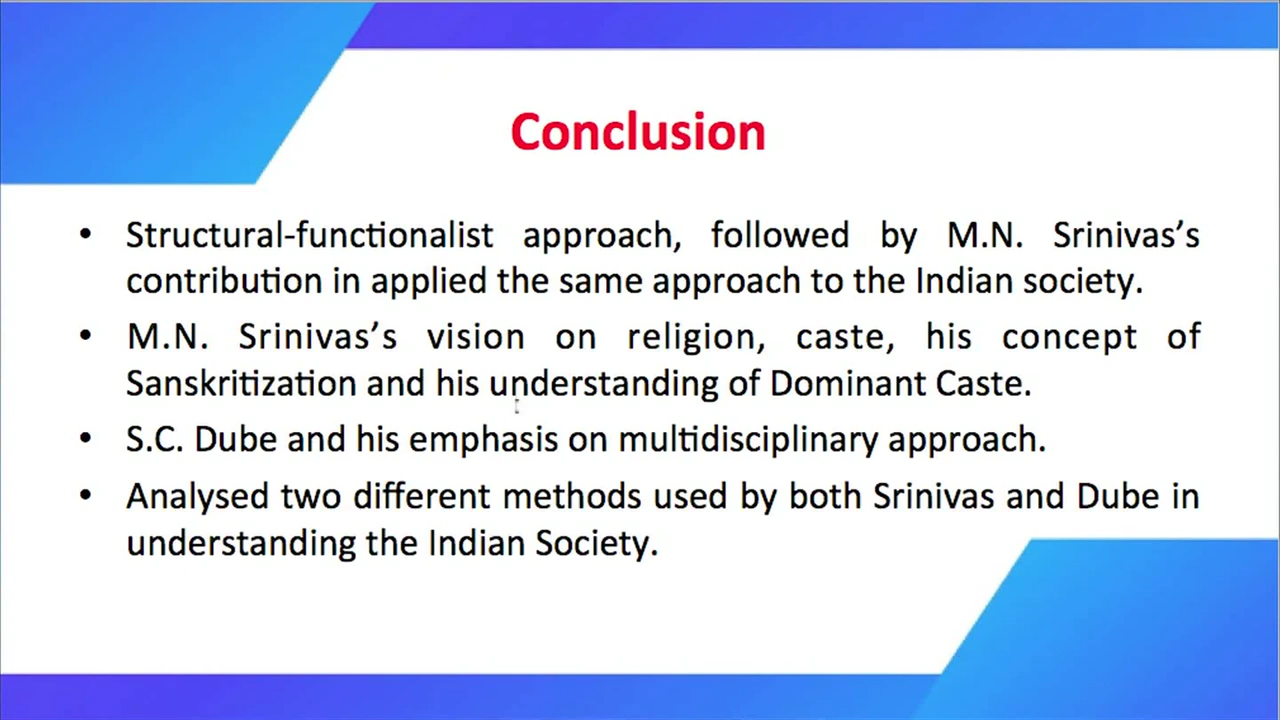 Conclusion
• Structural-functionalist approach, followed by M.N. Srinivas’s
contribution in applied the same approach to the Indian society.
• M.N. Srinivas’s vision on religion, caste, his concept of
Sanskritization and his understanding of Dominant Caste.
• S.C. Dube and his emphasis on multidisciplinary approach.
• Analysed two different methods used by both Srinivas and Dube in
understanding the Indian Society.